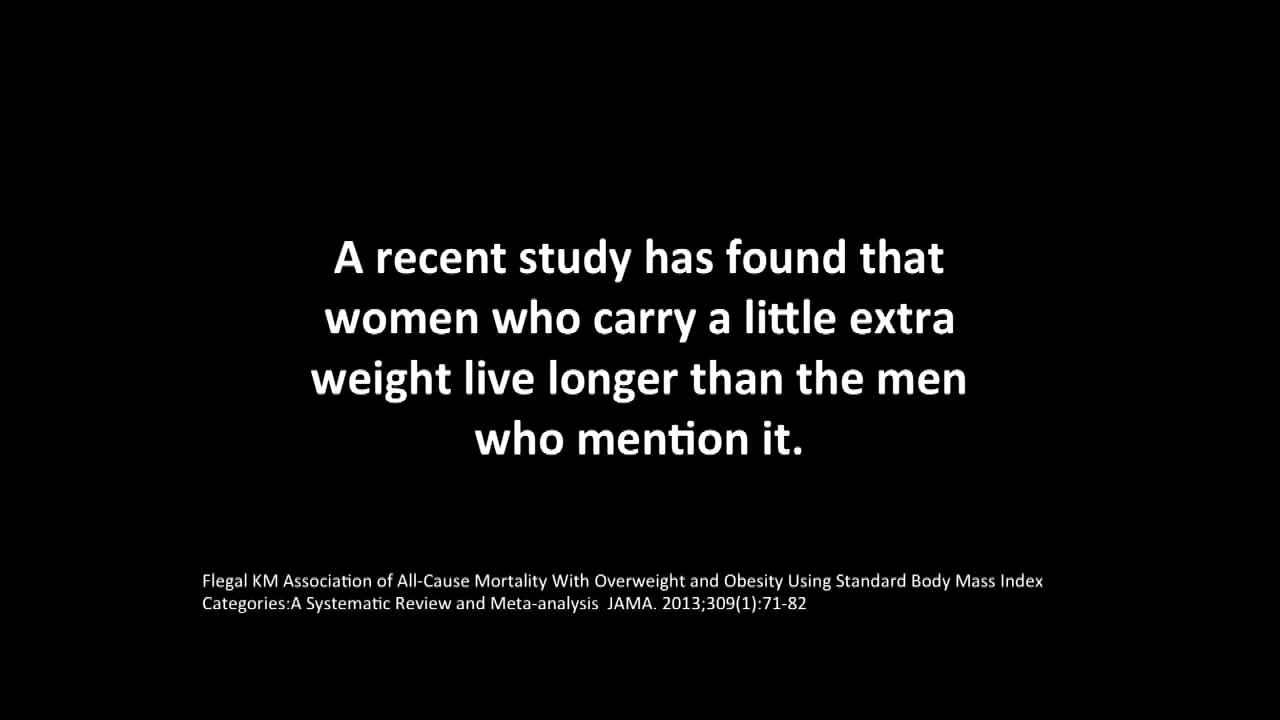 A recent study has found that
women who carry a little extra
weight live longer than the men
who mention it.
Flegal KM Association of All-Cause Mortality With Overweight and Obesity Using Standard Body Mass Index
Categories:A Systematic Review and Meta-analysis  JAMA. 2013;309(1):71-82